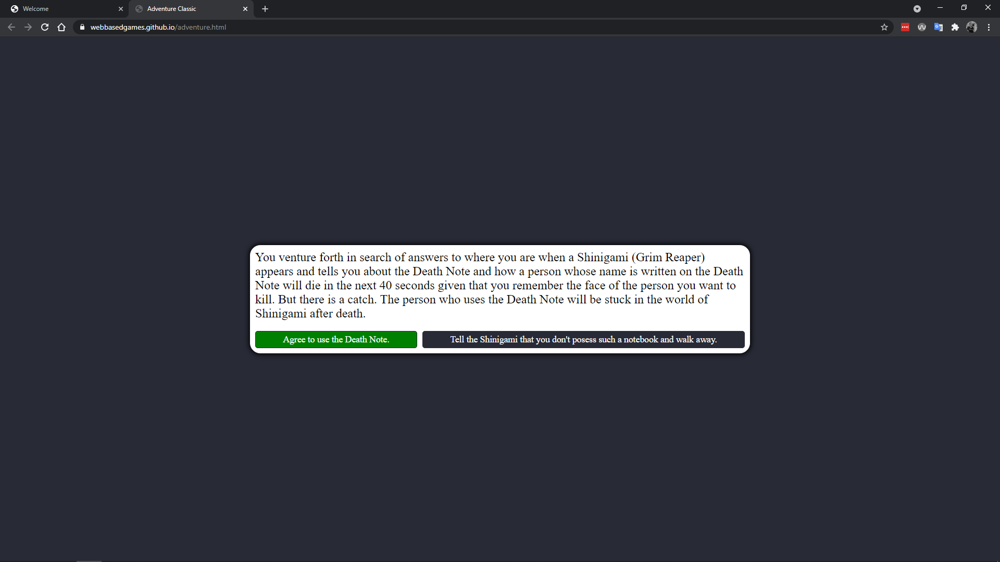 Welcome
Adventure Classic
webbasedgames.github.io/adventure.html
You venture forth in search of answers to where you are when a Shinigami (Grim Reaper)
appears and tells you about the Death Note and how a person whose name is written on the Death
Note will die in the next 40 seconds given that you remember the face of the person you want to
kill. But there is a catch. The person who uses the Death Note will be stuck in the world of
Shinigami after death.
Agree to use the Death Note.
Tell the Shinigami that you don't posess such a notebook and walk away.